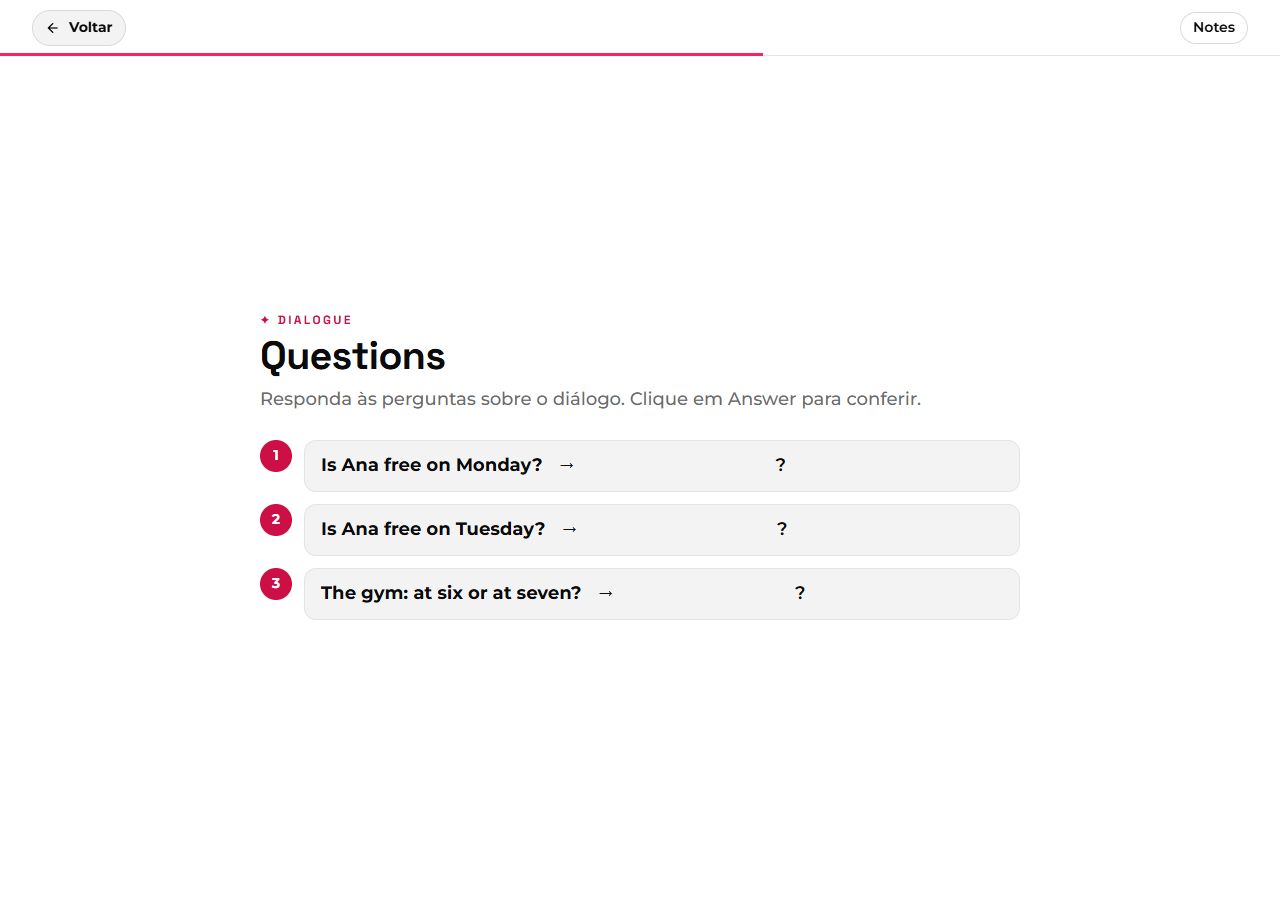 ← Voltar
Notes
✦ DIALOGUE
Questions
Responda às perguntas sobre o diálogo. Clique em Answer para conferir.
1 Is Ana free on Monday? → ?
2 Is Ana free on Tuesday? → ?
3 The gym: at six or at seven? → ?